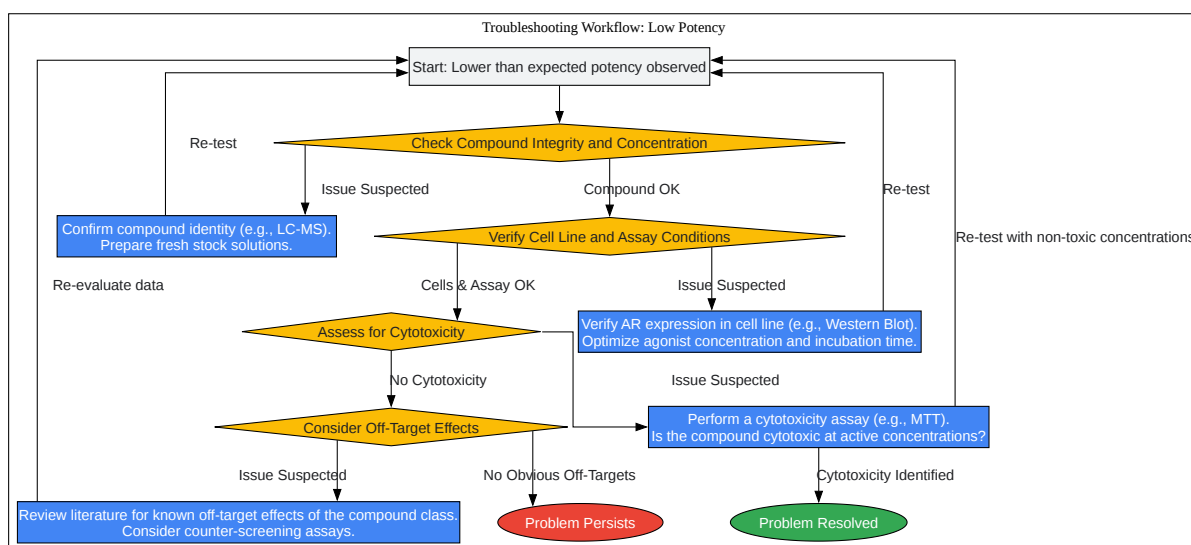 Troubleshooting Workflow: Low Potency
Start: Lower than expected potency observed
Check Compound Integrity and Concentration
Re-test
Issue Suspected
Compound OK
Re-test
Confirm compound identity (e.g., LC-MS).
Prepare fresh stock solutions.
Verify Cell Line and Assay Conditions
Re-test with non-toxic concentrations
Re-evaluate data
Cells & Assay OK
Issue Suspected
Assess for Cytotoxicity
Verify AR expression in cell line (e.g., Western Blot).
Optimize agonist concentration and incubation time.
No Cytotoxicity
Issue Suspected
Consider Off-Target Effects
Perform a cytotoxicity assay (e.g., MTT).
Is the compound cytotoxic at active concentrations?
Issue Suspected
No Obvious Off-Targets
Cytotoxicity Identified
Review literature for known off-target effects of the compound class.
Consider counter-screening assays.
Problem Persists
Problem Resolved